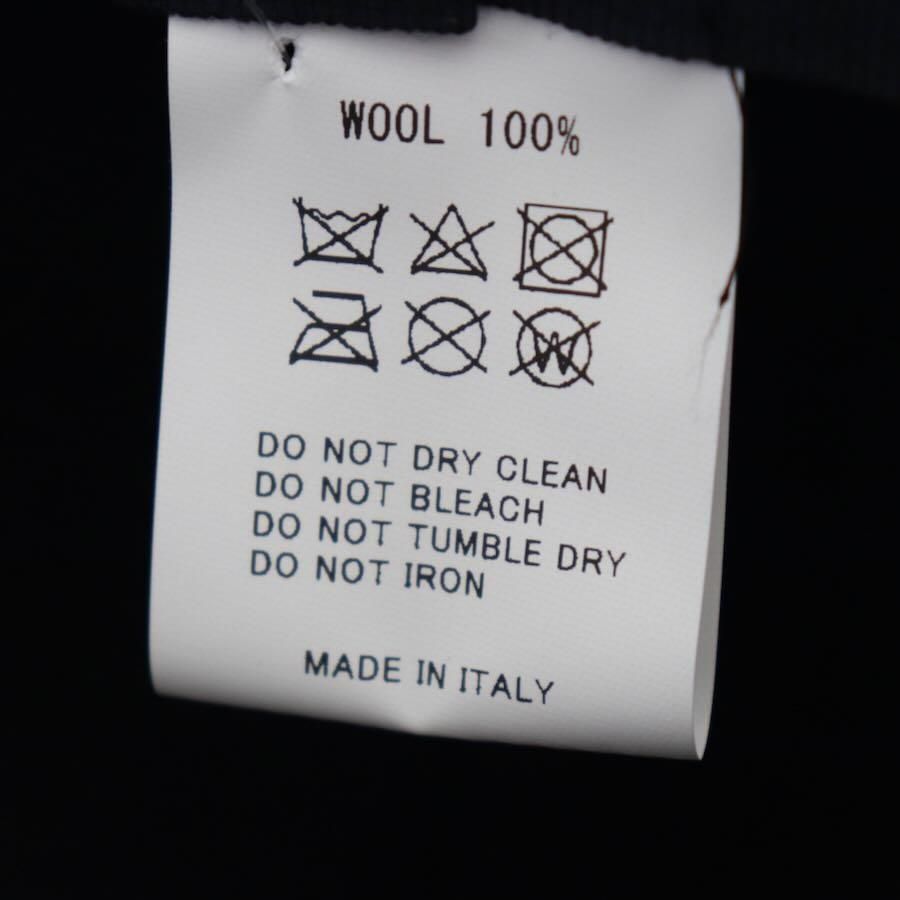 WOOL 100%
W
DO NOT DRY CLEAN
DO NOT BLEACH
DO NOT TUMBLE DRY
DO NOT IRON
MADE IN ITALY